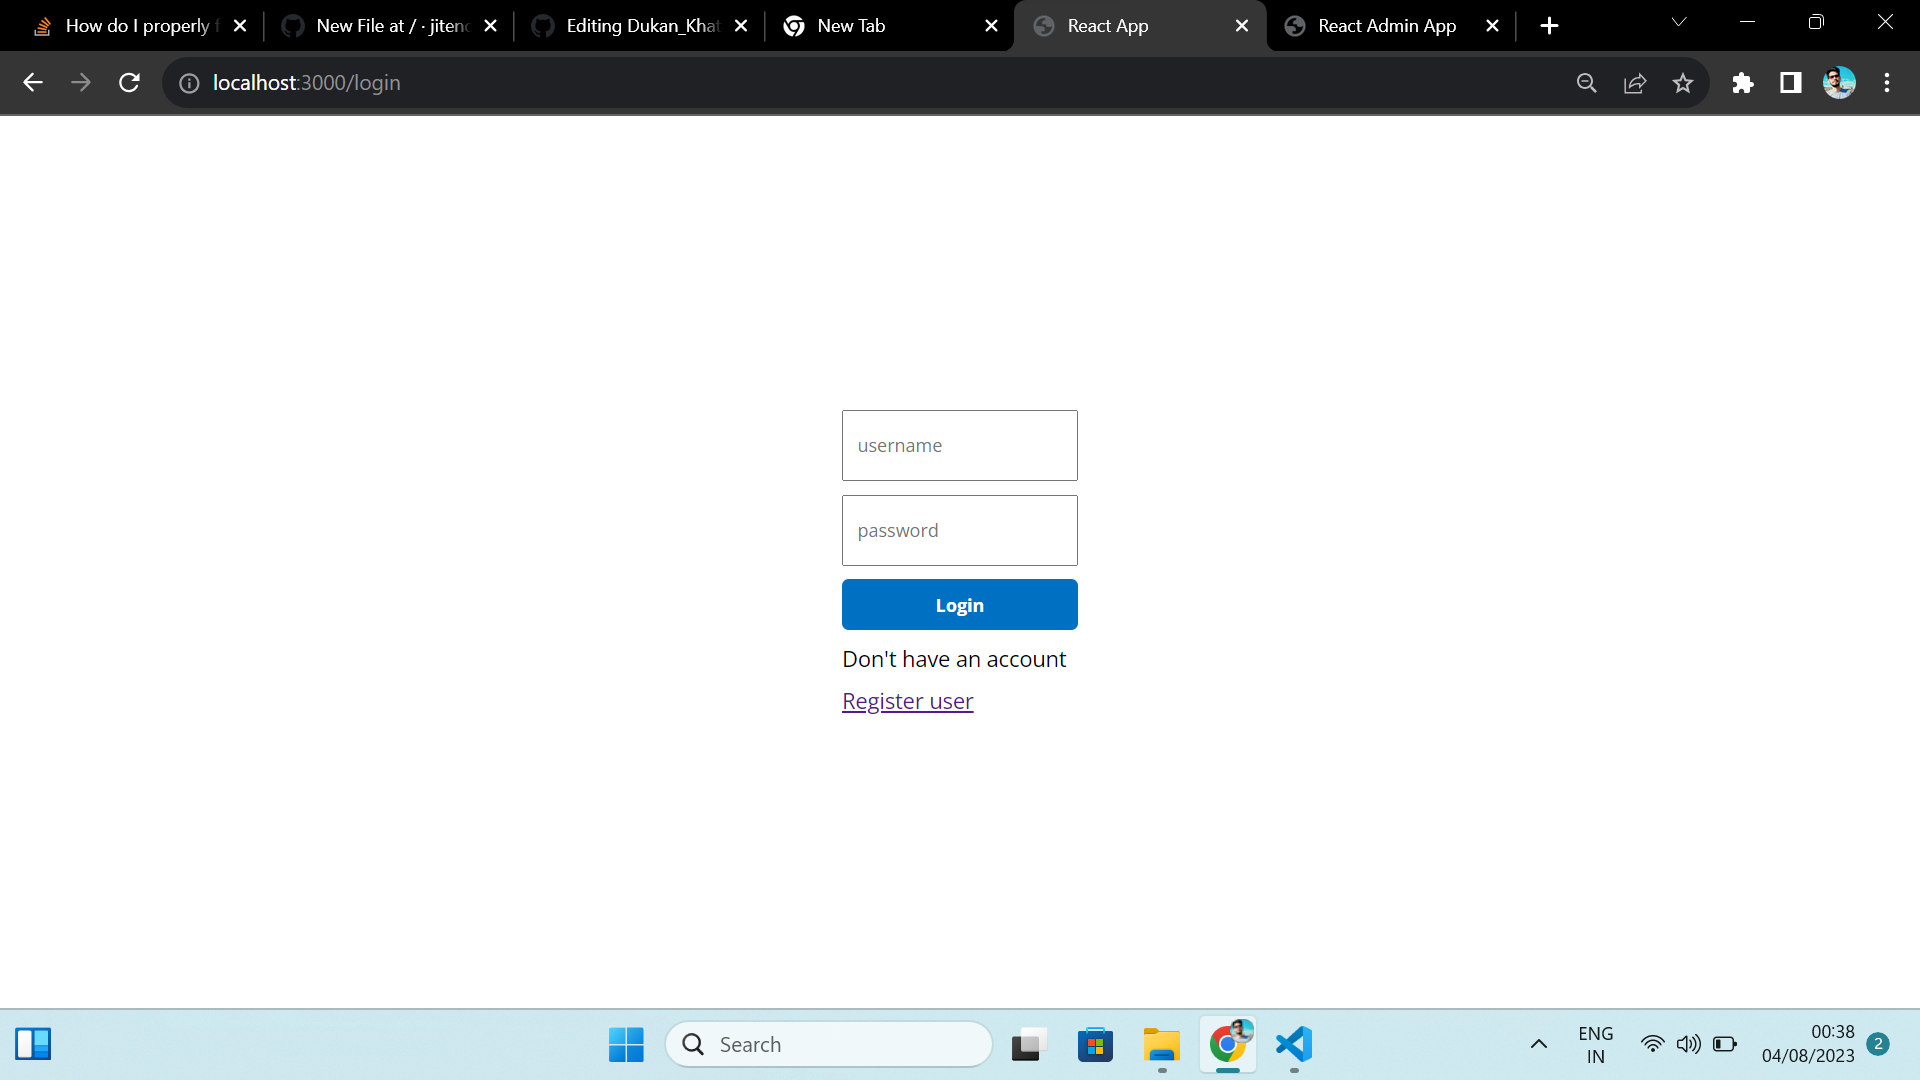 How do I properly f
New File at / · jitend
Editing Dukan_Khat
New Tab
React App
React Admin App
localhost:3000/login
username
password
Login
Don't have an account
Register user
Search
ENG
IN
00:38
04/08/2023
2